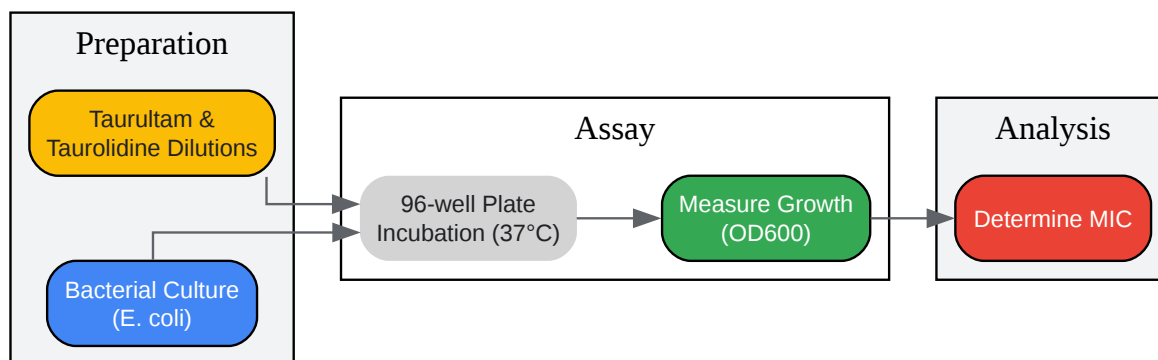 Preparation
Taurultam &
Taurolidine Dilutions
Bacterial Culture
(E. coli)
Assay
96-well Plate
Incubation (37°C)
Measure Growth
(OD600)
Analysis
Determine MIC